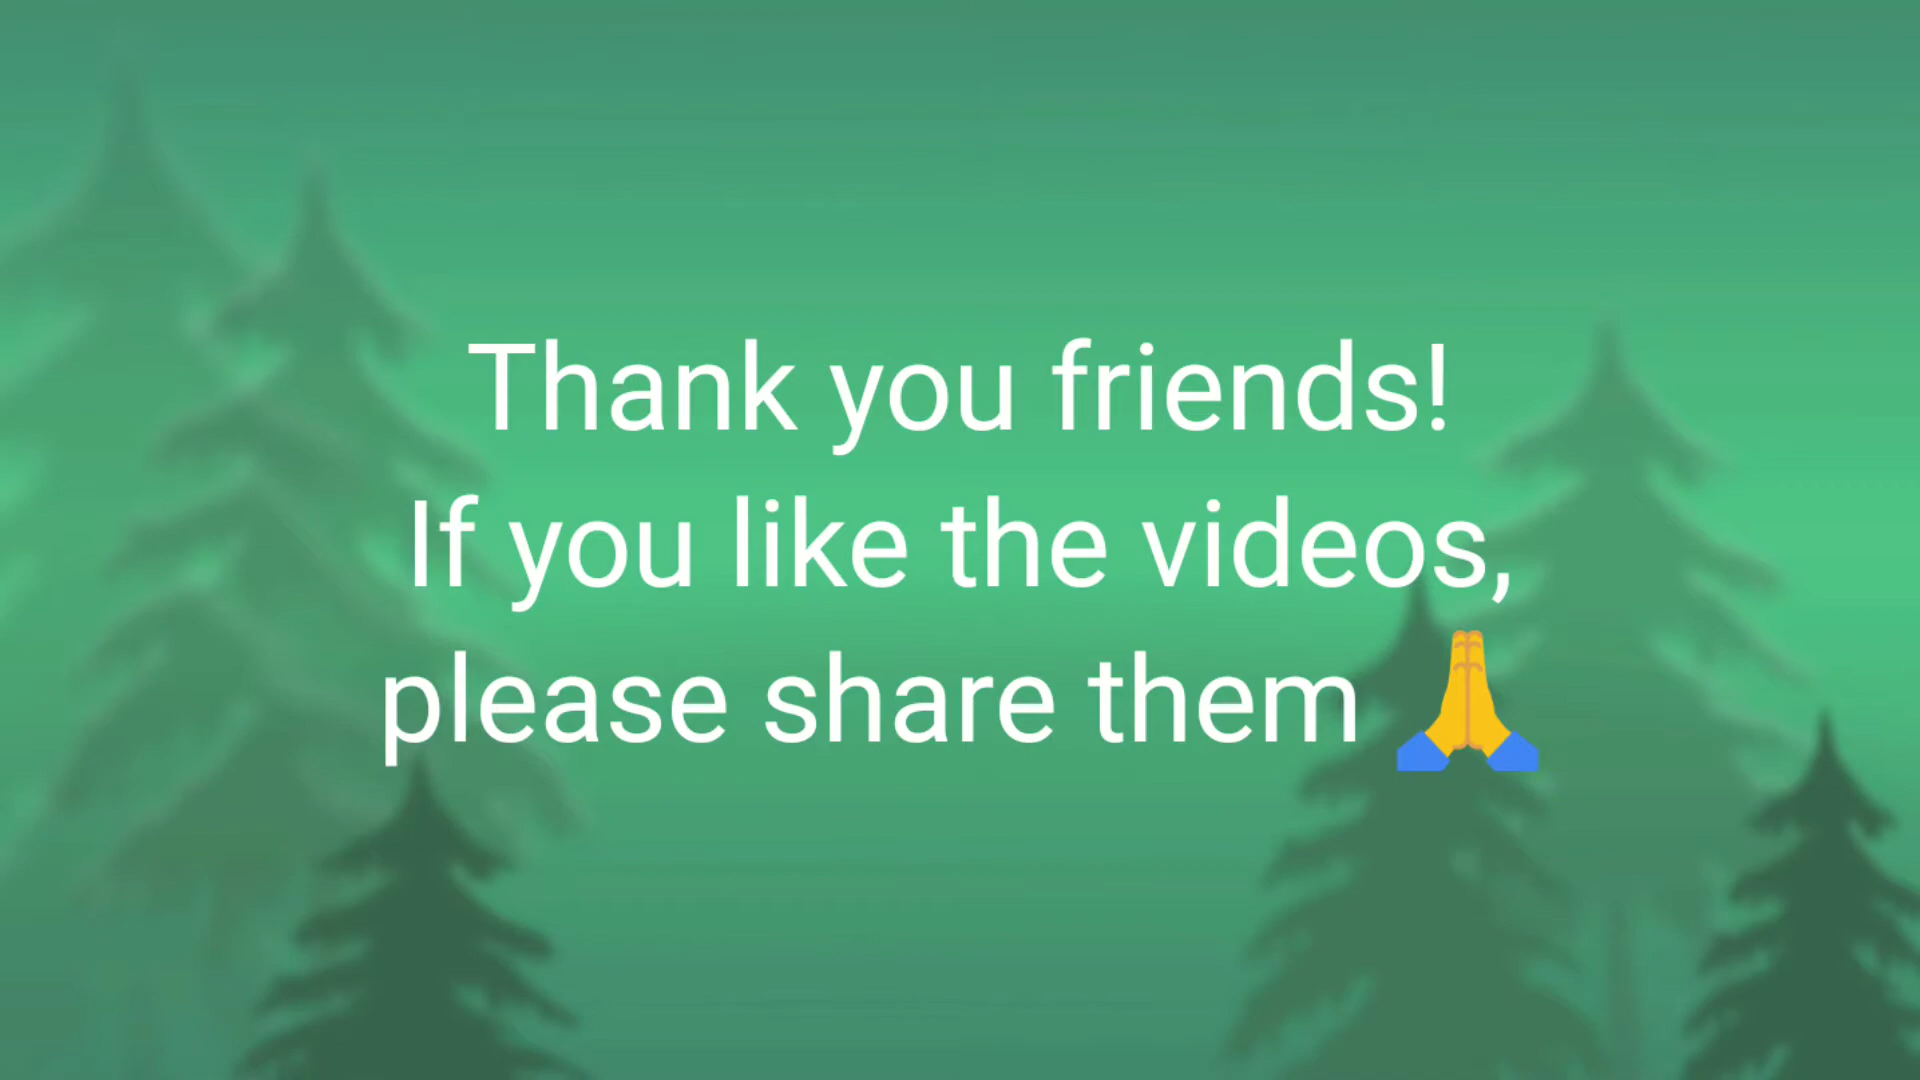 Thank you friends!
If you like the videos,
please share them 🙏